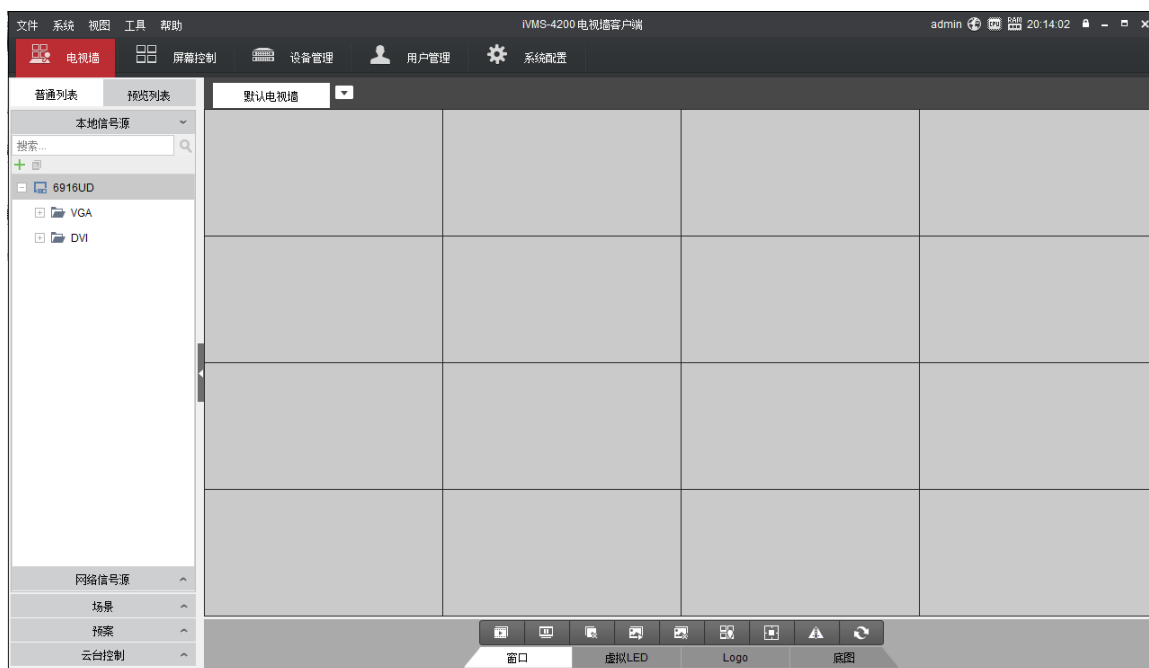 文件 系统 视图 工具 帮助 iVMS-4200 电视墙客户端 admin CPU RAM 20:14:02
电视墙 屏幕控制 设备管理 用户管理 系统配置
普通列表 预览列表 默认电视墙
本地信号源
搜索...
6916UD
VGA
DVI
网络信号源
场景
预案
云台控制
窗口 虚拟LED Logo 底图